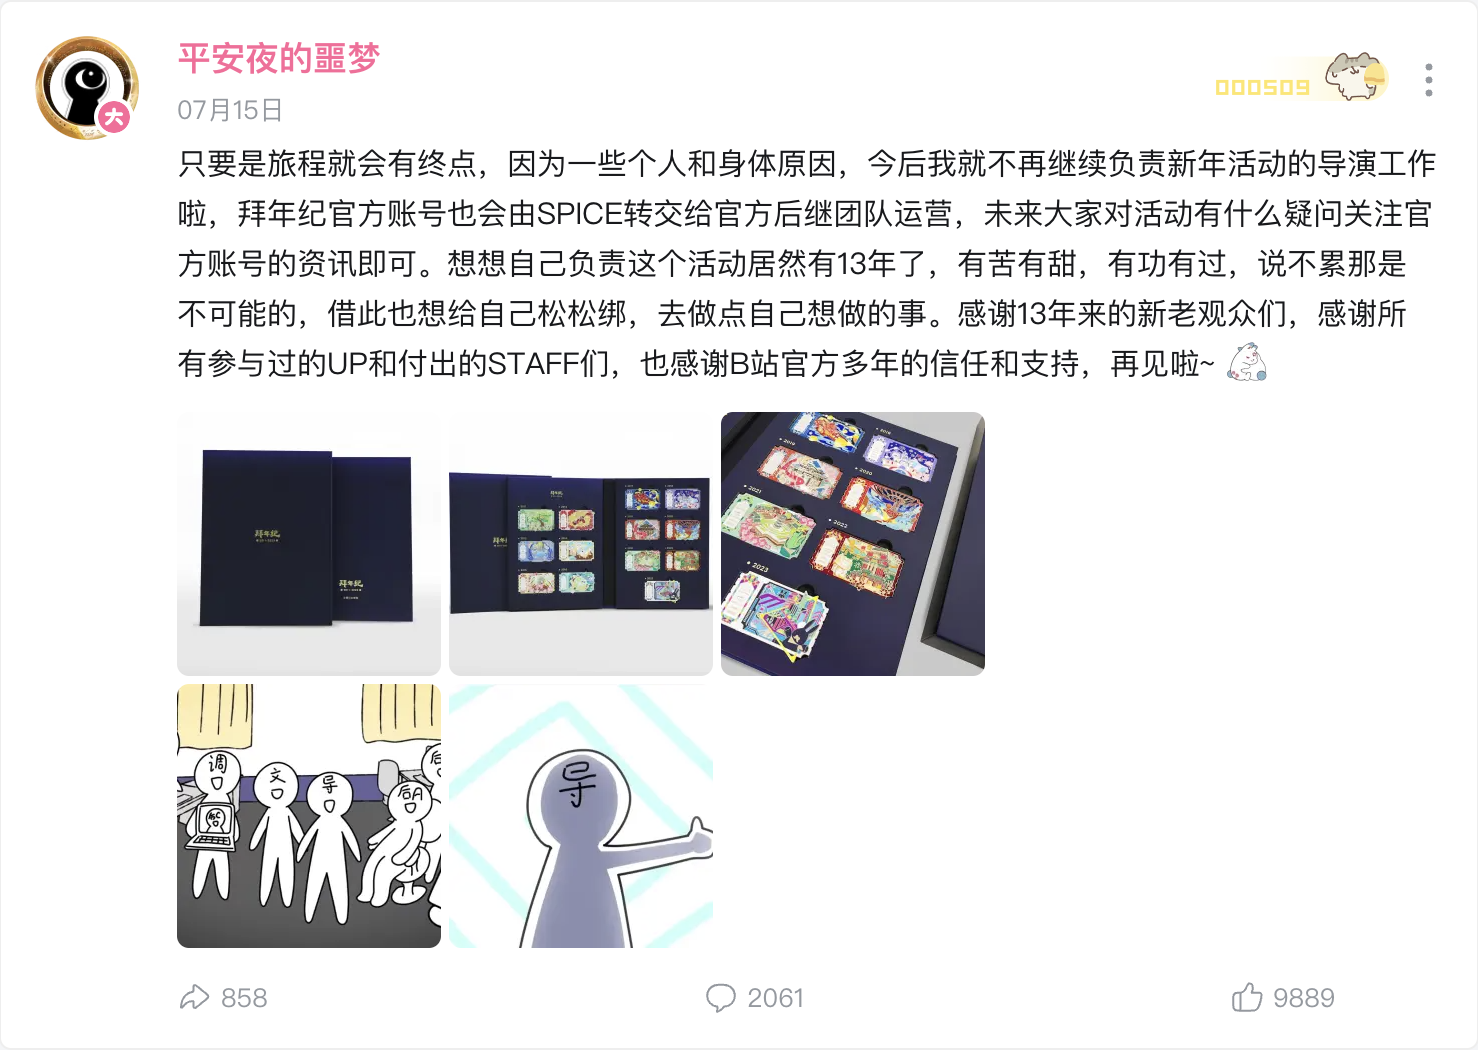 平安夜的噩梦
000509
07月15日
大
只要是旅程就会有终点，因为一些个人和身体原因，今后我就不再继续负责新年活动的导演工作
啦，拜年纪官方账号也会由SPICE转交给官方后继团队运营，未来大家对活动有什么疑问关注官
方账号的资讯即可。想想自己负责这个活动居然有13年了，有苦有甜，有功有过，说不累那是
不可能的，借此也想给自己松松绑，去做点自己想做的事。感谢13年来的新老观众们，感谢所
有参与过的UP和付出的STAFF们，也感谢B站官方多年的信任和支持，再见啦~
拜年纪
拜年纪
拜年纪
2019
2020
2021
2022
2023
调
文
导
后
导
858
2061
9889